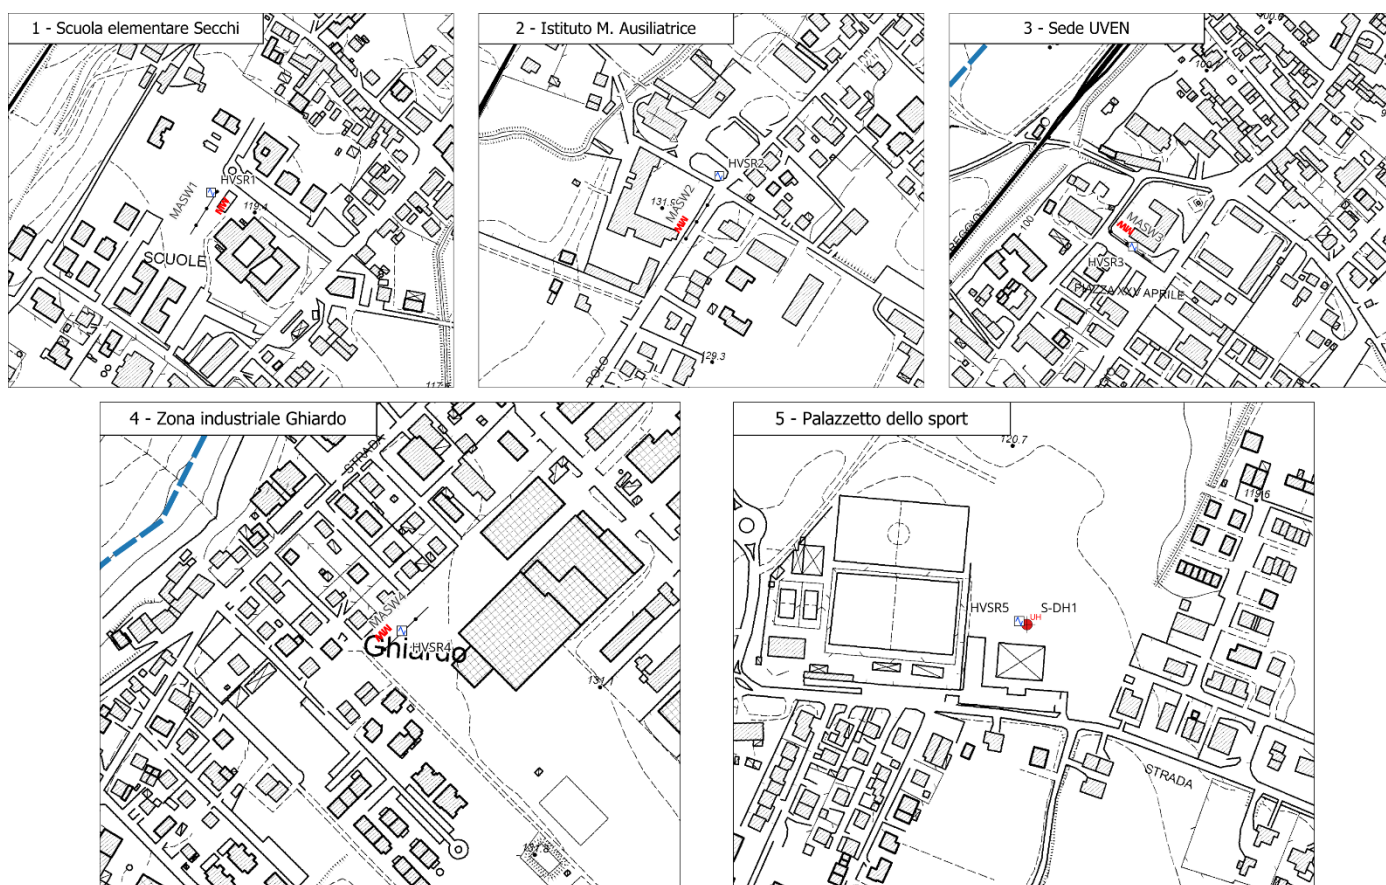 1 - Scuola elementare Secchi
MASW1
HVSR1
119.4
SCUOLE
2 - Istituto M. Ausiliatrice
HVSR2
MASW2
POLO
129.3
3 - Sede UVEN
100
MASW3
HVSR3
PIAZZA XXV APRILE
4 - Zona industriale Ghiardo
STRADA
MASW4
HVSR4
Ghiardo
131.1
131.8
5 - Palazzetto dello sport
120.7
119.6
HVSR5
S-DH1
STRADA